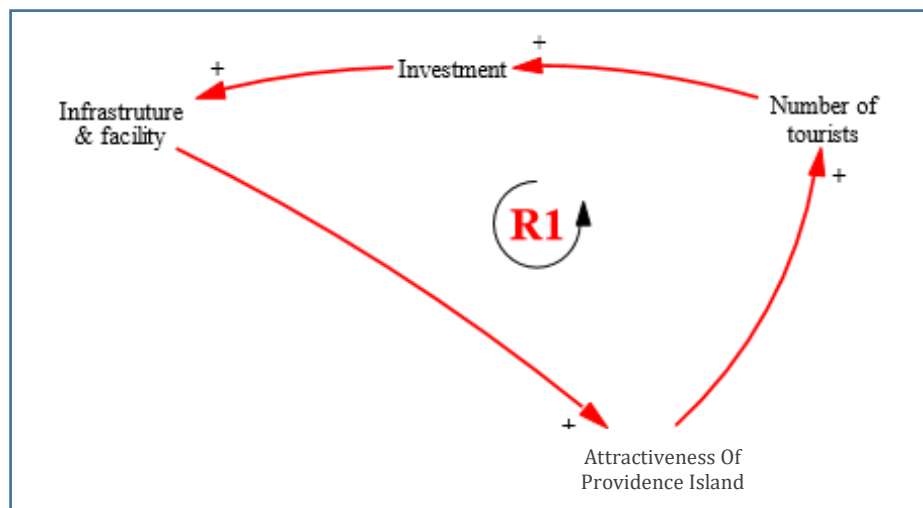 +
Investment
+
Infrastruture
& facility
Number of
tourists
+
R1
+
Attractiveness Of
Providence Island